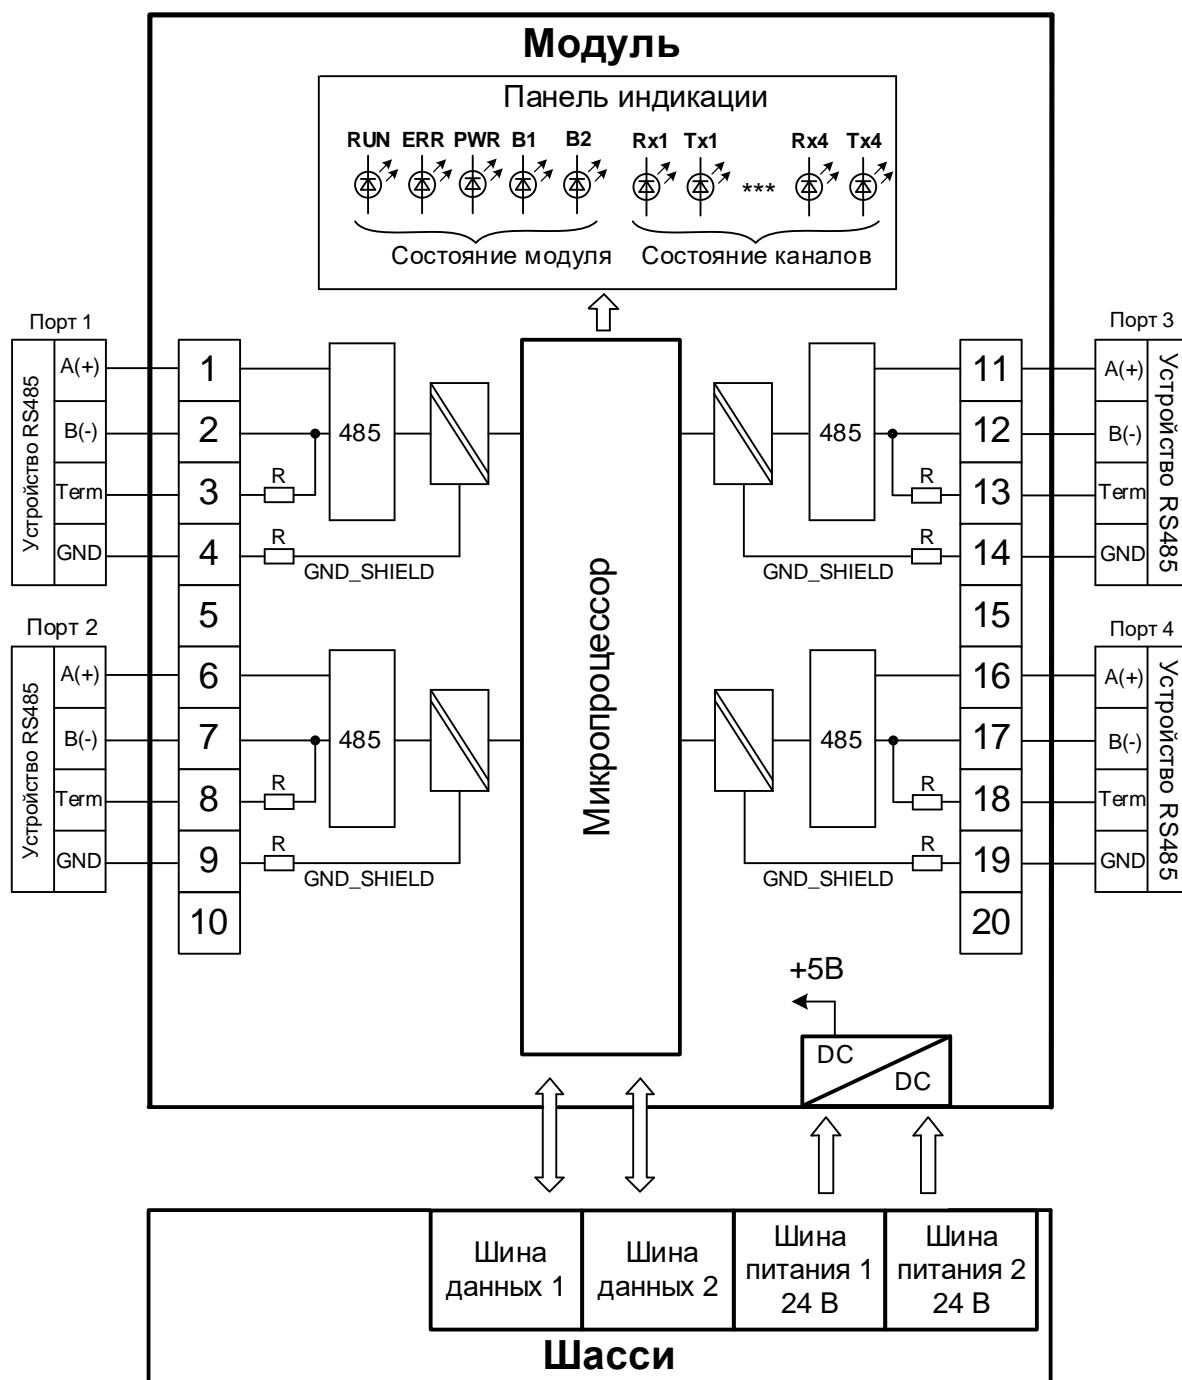 Модуль
Панель индикации
RUN ERR PWR B1 B2 Rx1 Tx1 *** Rx4 Tx4
Состояние модуля
Состояние каналов
Порт 1
Устройство RS485
A(+)
B(-)
Term
GND
1
2
3
4
5
R
R
485
GND_SHIELD
Порт 2
Устройство RS485
A(+)
B(-)
Term
GND
6
7
8
9
10
R
R
485
GND_SHIELD
Микропроцессор
Порт 3
Устройство RS485
A(+)
B(-)
Term
GND
11
12
13
14
15
R
R
485
GND_SHIELD
Порт 4
Устройство RS485
A(+)
B(-)
Term
GND
16
17
18
19
20
R
R
485
GND_SHIELD
+5В
DC
DC
Шина
данных 1
Шина
данных 2
Шина
питания 1
24 В
Шина
питания 2
24 В
Шасси